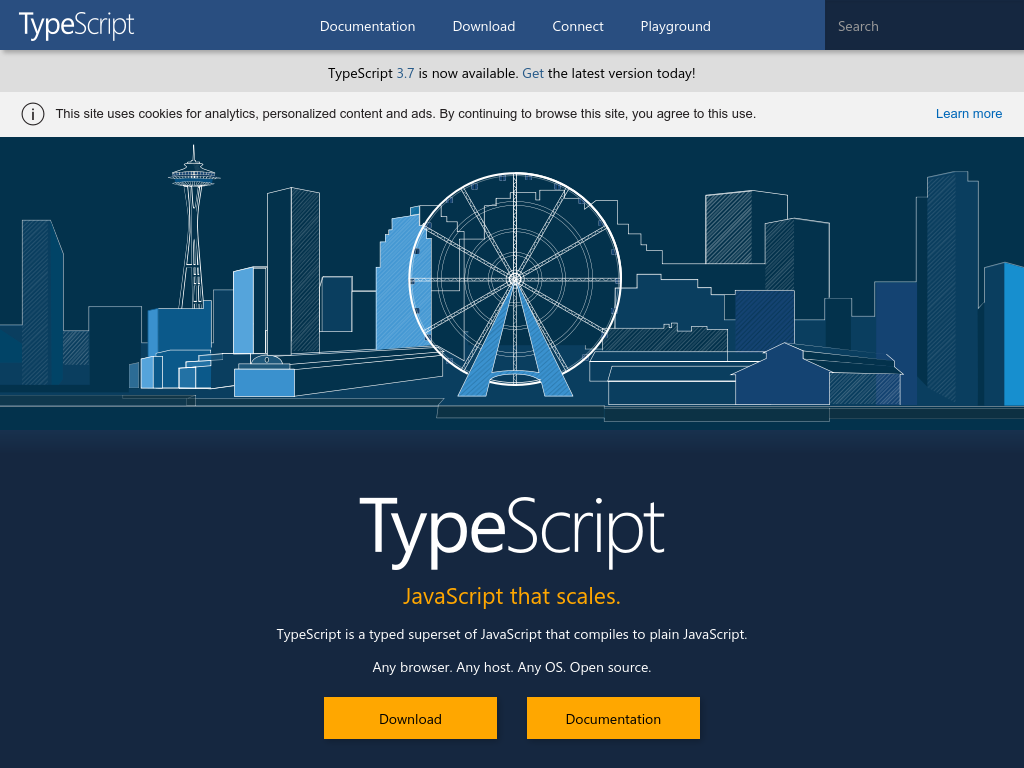 TypeScript Documentation Download Connect Playground Search
TypeScript 3.7 is now available. Get the latest version today!
This site uses cookies for analytics, personalized content and ads. By continuing to browse this site, you agree to this use. Learn more
TypeScript
JavaScript that scales.
TypeScript is a typed superset of JavaScript that compiles to plain JavaScript.
Any browser. Any host. Any OS. Open source.
Download Documentation